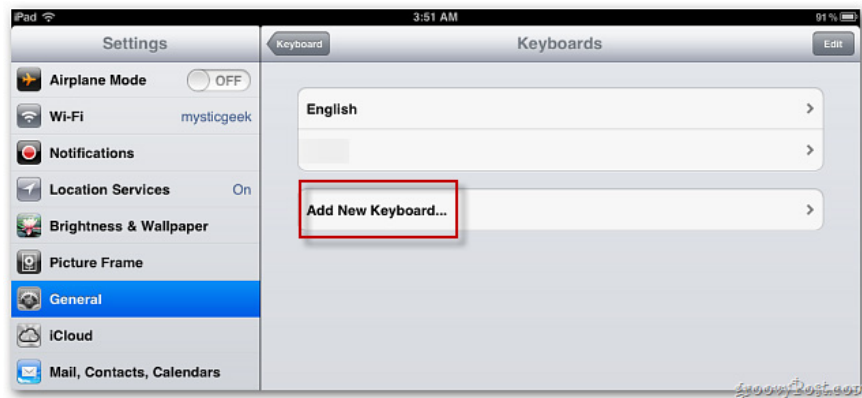 iPad 3:51 AM 91%
Settings
Keyboard Keyboards Edit
Airplane Mode OFF
Wi-Fi mysticgeek
Notifications
Location Services On
Brightness & Wallpaper
Picture Frame
General
iCloud
Mail, Contacts, Calendars
English
Add New Keyboard...
groovyPost.com